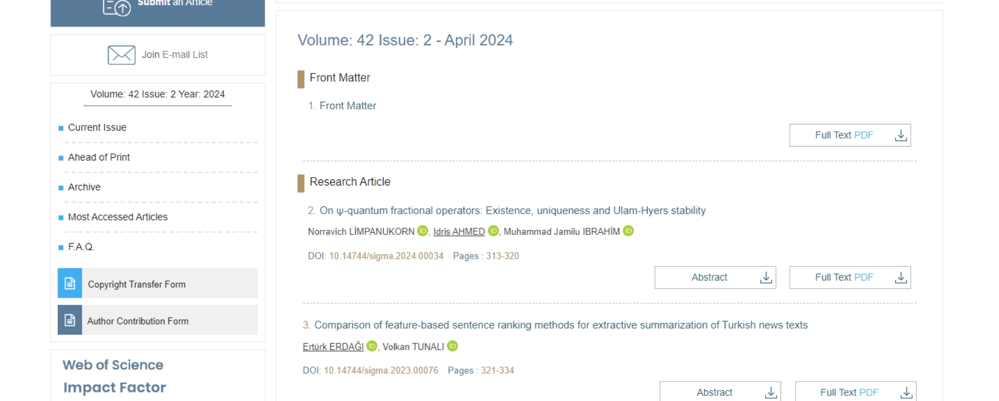 Submit an Article
Join E-mail List
Volume: 42 Issue: 2 Year: 2024
Current Issue
Ahead of Print
Archive
Most Accessed Articles
F.A.Q.
Copyright Transfer Form
Author Contribution Form
Web of Science
Impact Factor
Volume: 42 Issue: 2 - April 2024
Front Matter
1. Front Matter
Full Text PDF
Research Article
2. On ψ-quantum fractional operators: Existence, uniqueness and Ulam-Hyers stability
Norravich LİMPANUKORN iD, Idris AHMED iD, Muhammad Jamilu IBRAHİM iD
DOI: 10.14744/sigma.2024.00034 Pages : 313-320
Abstract Full Text PDF
3. Comparison of feature-based sentence ranking methods for extractive summarization of Turkish news texts
Ertürk ERDAĞI iD, Volkan TUNALI iD
DOI: 10.14744/sigma.2023.00076 Pages : 321-334
Abstract Full Text PDF